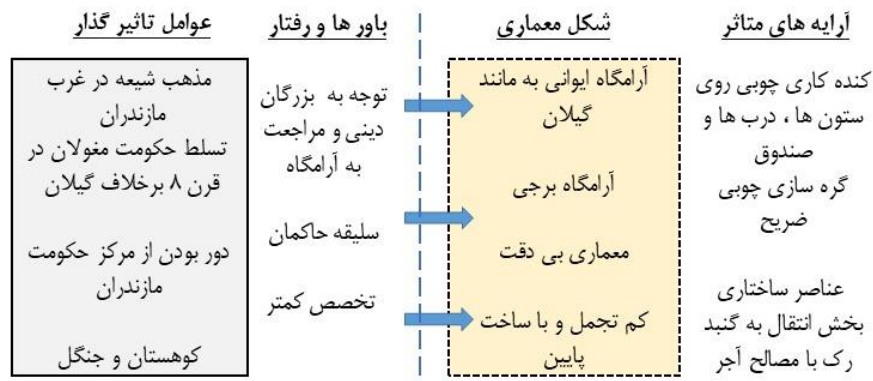 عوامل تاثیر گذار
مذهب شیعه در غرب
مازندران
تسلط حکومت مغولان در
قرن ۸ برخلاف گیلان
دور بودن از مرکز حکومت
مازندران
کوهستان و جنگل
باور ها و رفتار
توجه به بزرگان
دینی و مراجعت
به آرامگاه
سلیقه حاکمان
تخصص کمتر
شکل معماری
آرامگاه ایوانی به مانند
گیلان
آرامگاه برجی
معماری بی دقت
کم تجمل و با ساخت
پایین
آرایه های متاثر
کنده کاری چوبی روی
ستون ها ، درب ها و
صندوق
گره سازی چوبی
ضریح
عناصر ساختاری
بخش انتقال به گنبد
رک با مصالح آجر